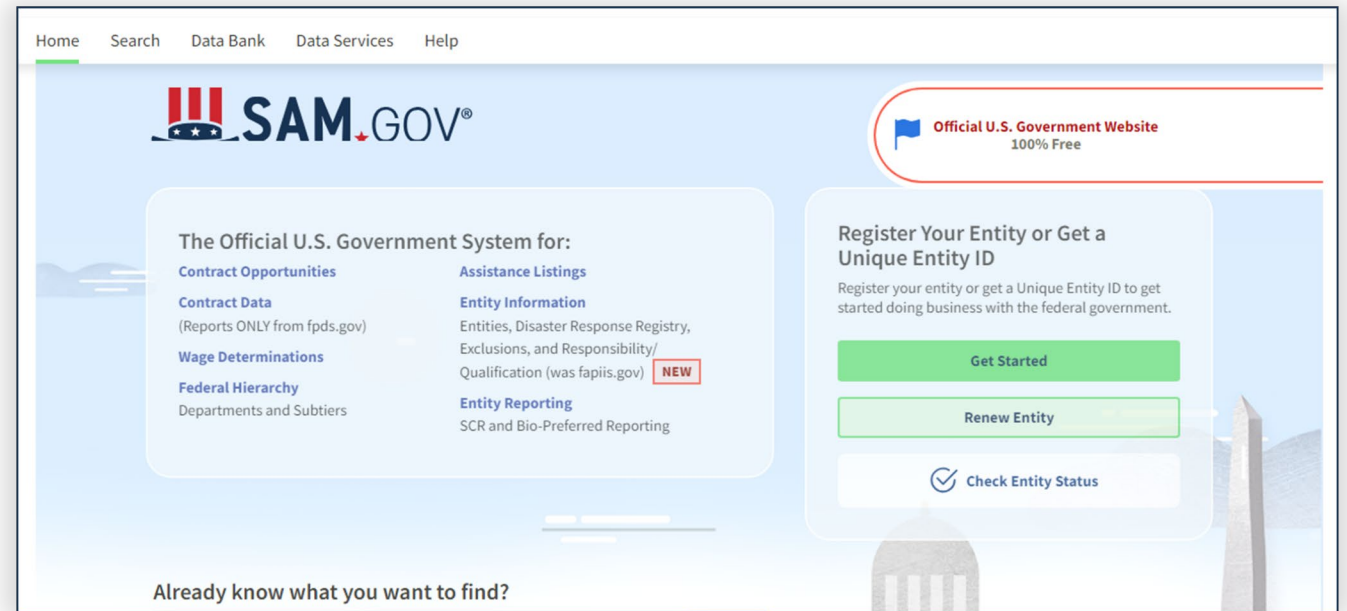 Home Search Data Bank Data Services Help
SAM.GOV®
Official U.S. Government Website
100% Free
The Official U.S. Government System for:
Contract Opportunities
Contract Data
(Reports ONLY from fpds.gov)
Wage Determinations
Federal Hierarchy
Departments and Subtiers
Assistance Listings
Entity Information
Entities, Disaster Response Registry,
Exclusions, and Responsibility/
Qualification (was fapiis.gov) NEW
Entity Reporting
SCR and Bio-Preferred Reporting
Register Your Entity or Get a
Unique Entity ID
Register your entity or get a Unique Entity ID to get
started doing business with the federal government.
Get Started
Renew Entity
Check Entity Status
Already know what you want to find?